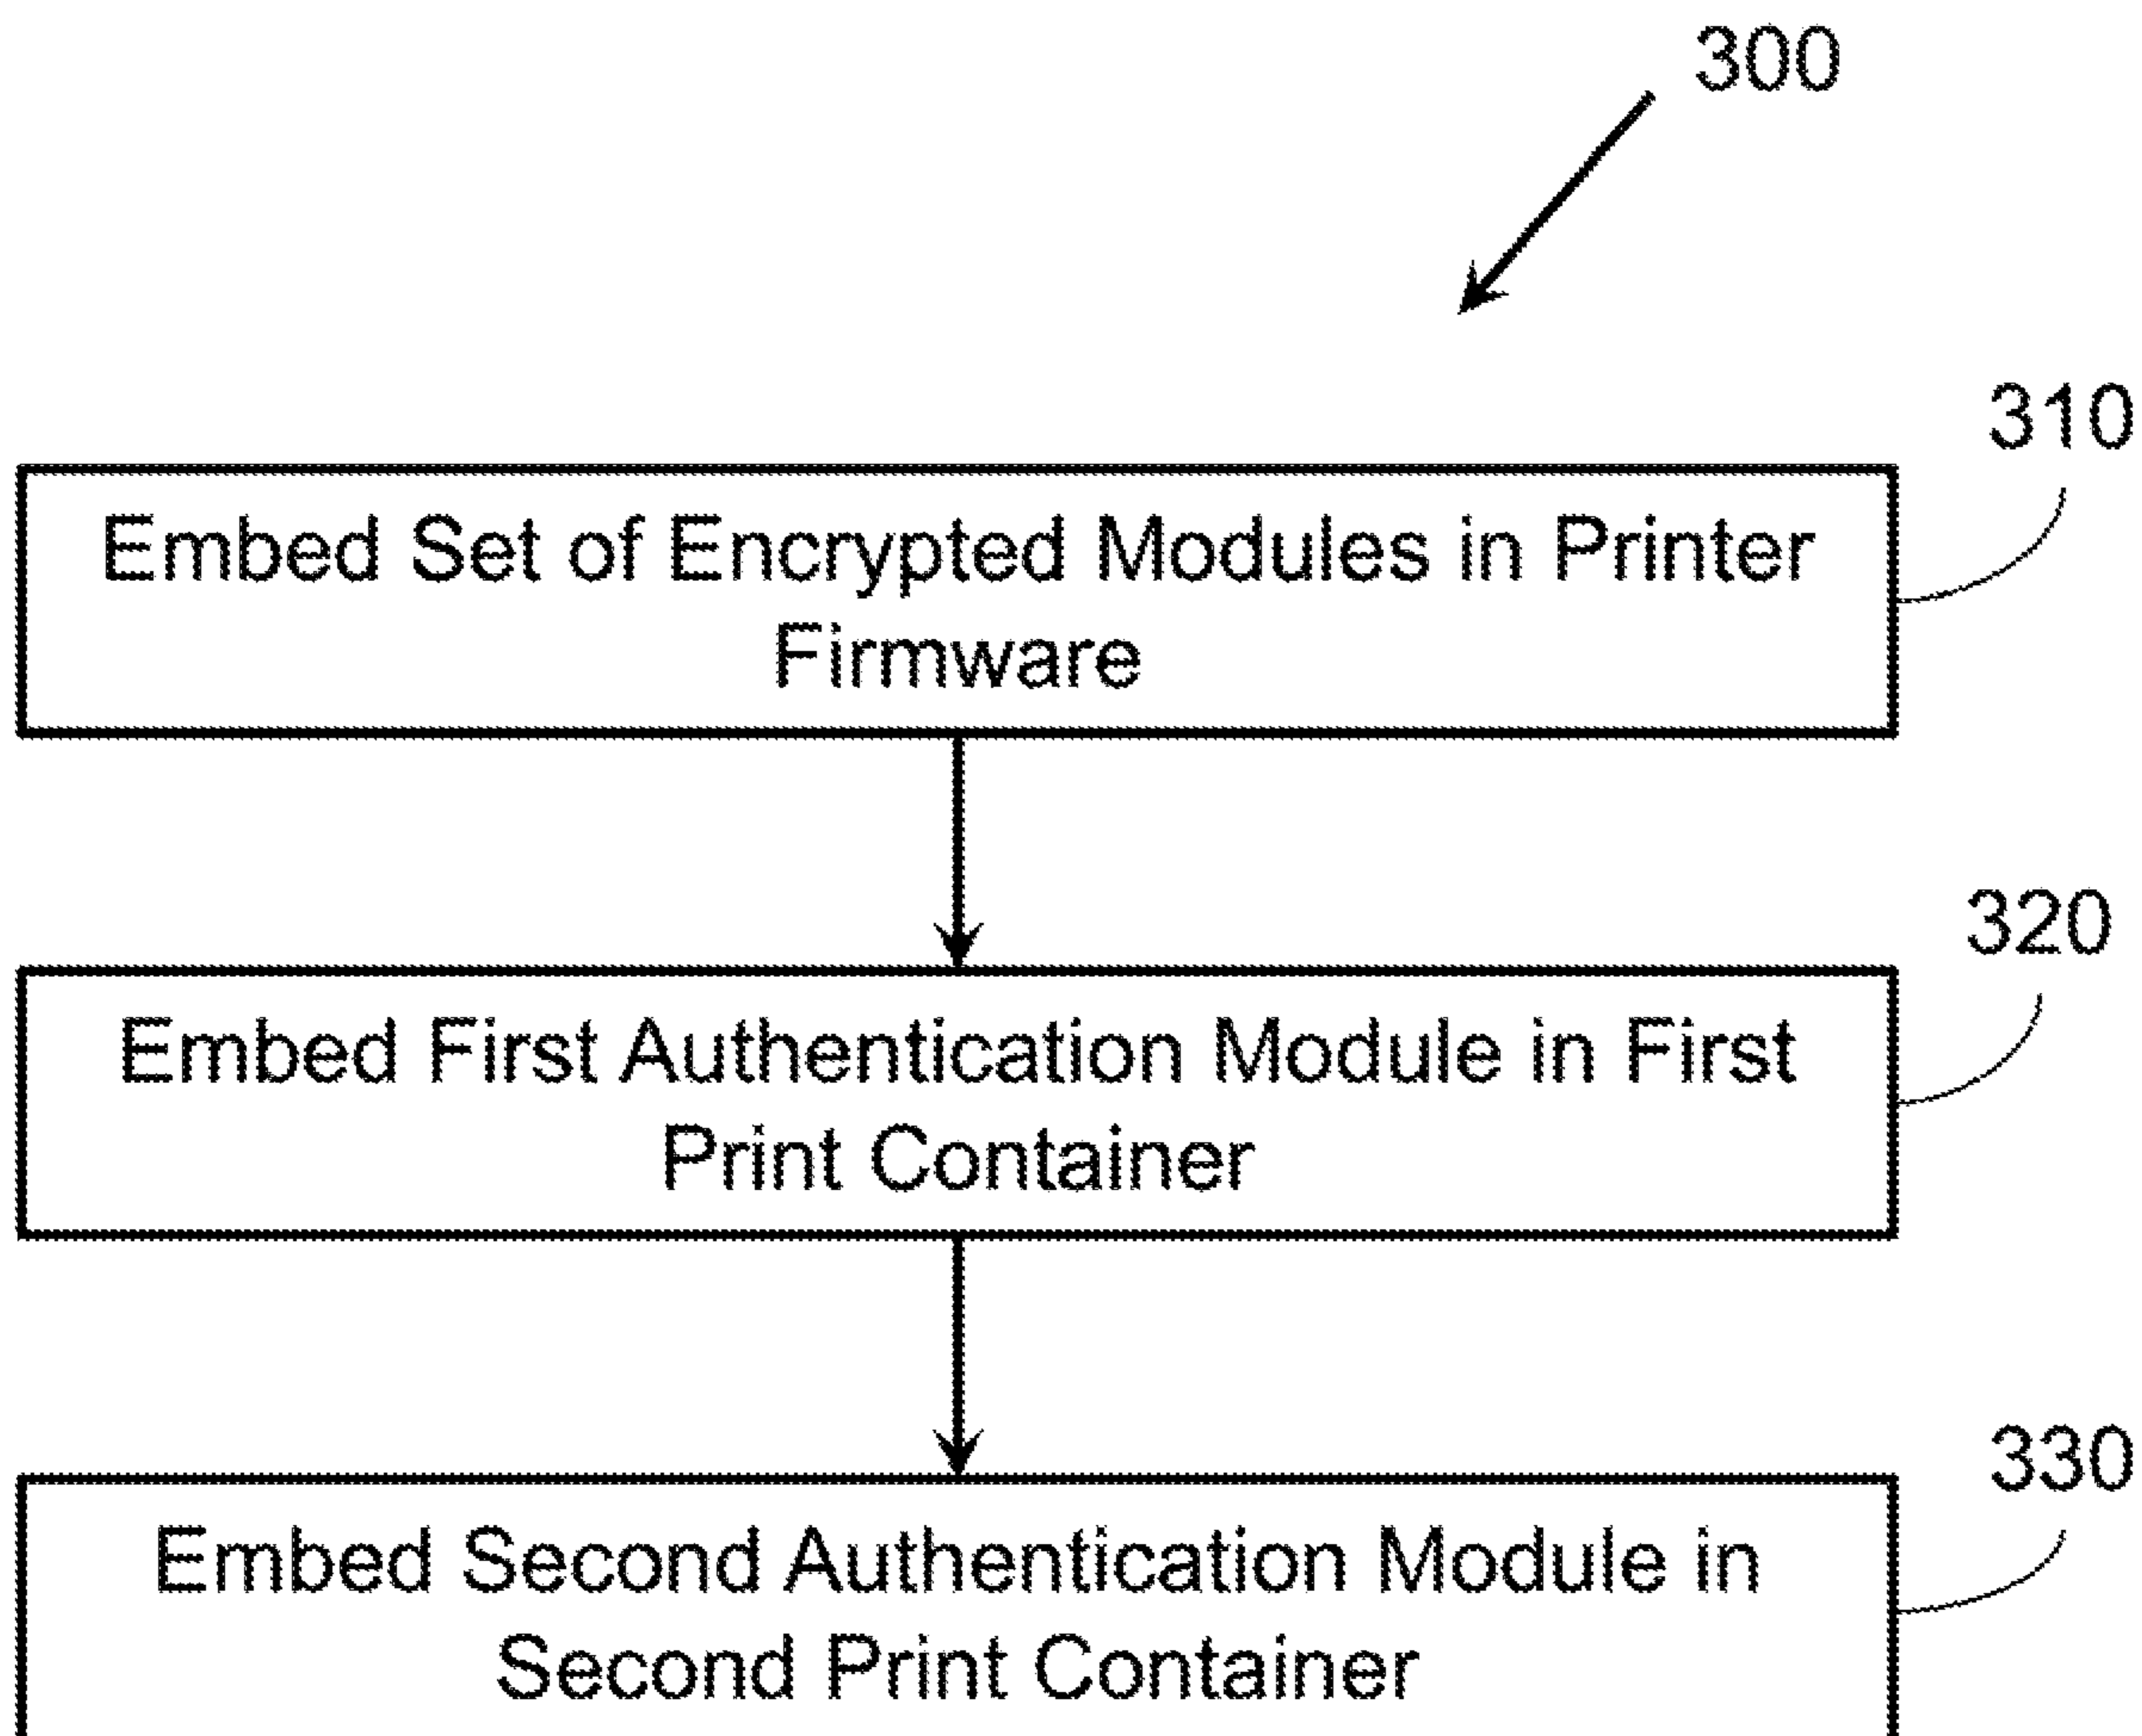 300
310
Embed Set of Encrypted Modules in Printer
Firmware
320
Embed First Authentication Module in First
Print Container
330
Embed Second Authentication Module in
Second Print Container